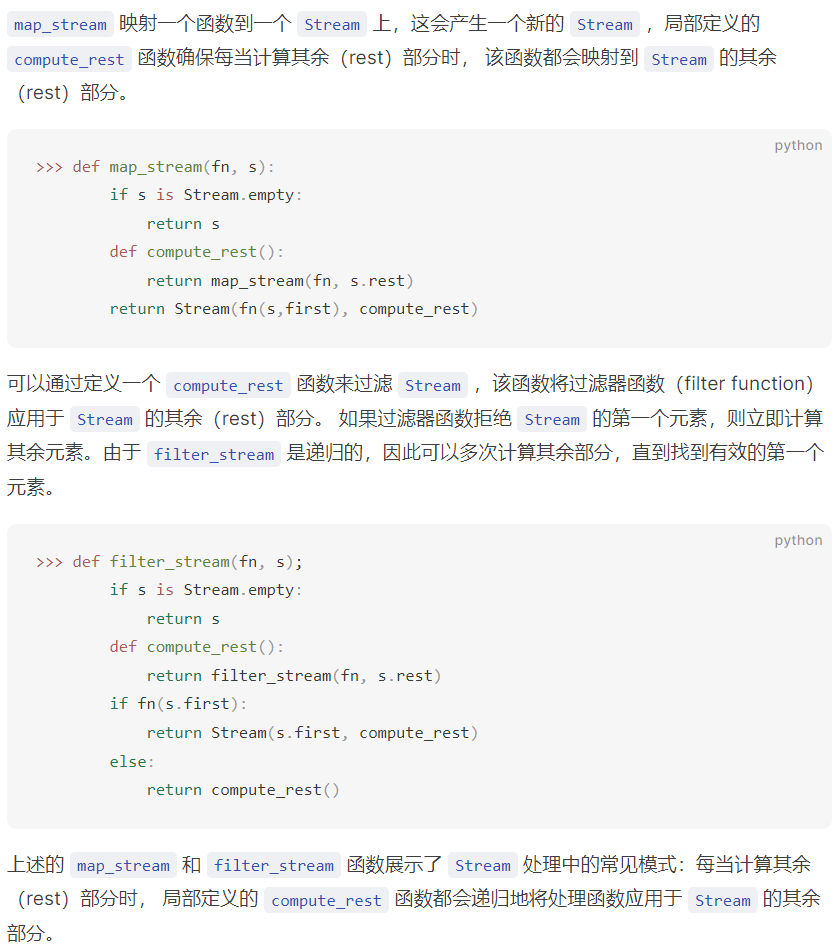 map_stream 映射一个函数到一个 Stream 上，这会产生一个新的 Stream ，局部定义的
compute_rest 函数确保每当计算其余（rest）部分时， 该函数都会映射到 Stream 的其余
（rest）部分。
python
>>> def map_stream(fn, s):
        if s is Stream.empty:
            return s
        def compute_rest():
            return map_stream(fn, s.rest)
        return Stream(fn(s,first), compute_rest)
可以通过定义一个 compute_rest 函数来过滤 Stream ，该函数将过滤器函数（filter function）
应用于 Stream 的其余（rest）部分。 如果过滤器函数拒绝 Stream 的第一个元素，则立即计算
其余元素。由于 filter_stream 是递归的，因此可以多次计算其余部分，直到找到有效的第一个
元素。
python
>>> def filter_stream(fn, s);
        if s is Stream.empty:
            return s
        def compute_rest():
            return filter_stream(fn, s.rest)
        if fn(s.first):
            return Stream(s.first, compute_rest)
        else:
            return compute_rest()
上述的 map_stream 和 filter_stream 函数展示了 Stream 处理中的常见模式：每当计算其余
（rest）部分时， 局部定义的 compute_rest 函数都会递归地将处理函数应用于 Stream 的其余
部分。